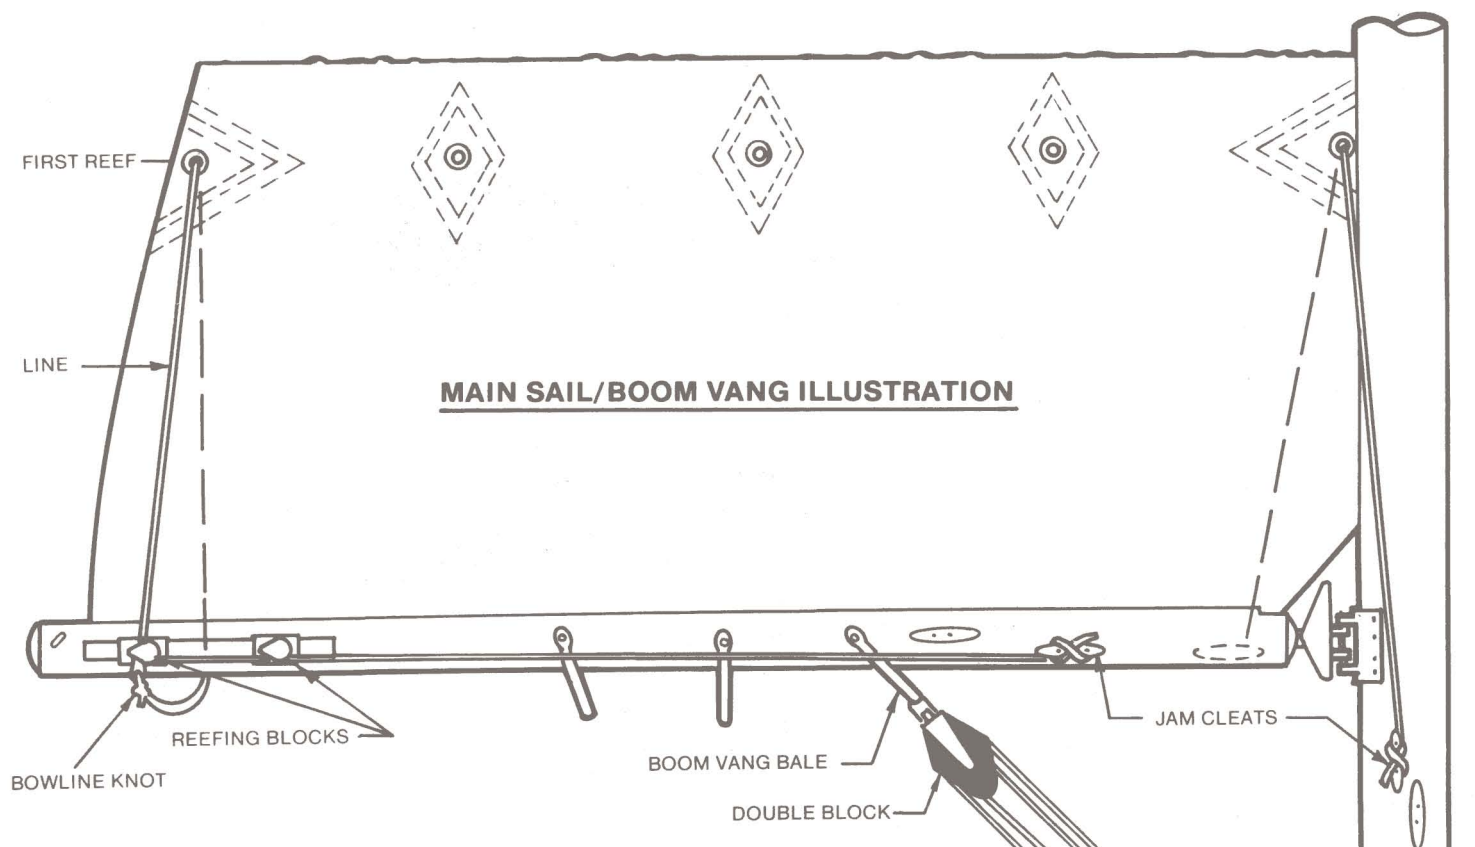 FIRST REEF
LINE
MAIN SAIL/BOOM VANG ILLUSTRATION
REEFING BLOCKS
BOWLINE KNOT
BOOM VANG BALE
DOUBLE BLOCK
JAM CLEATS